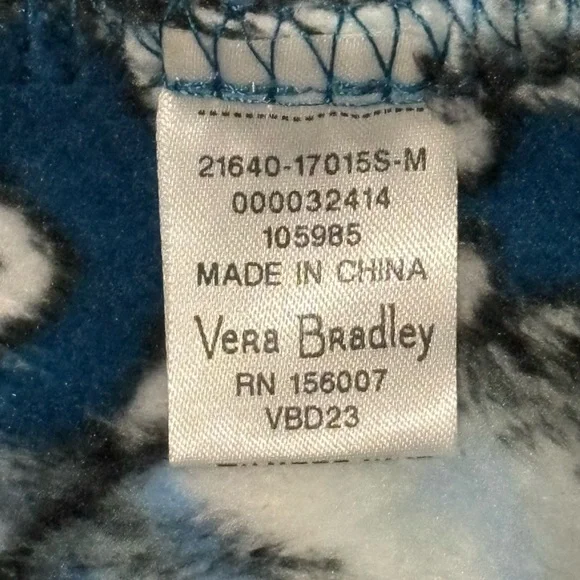 21640-17015S-M
000032414
105985
MADE IN CHINA
Vera Bradley
RN 156007
VBD23